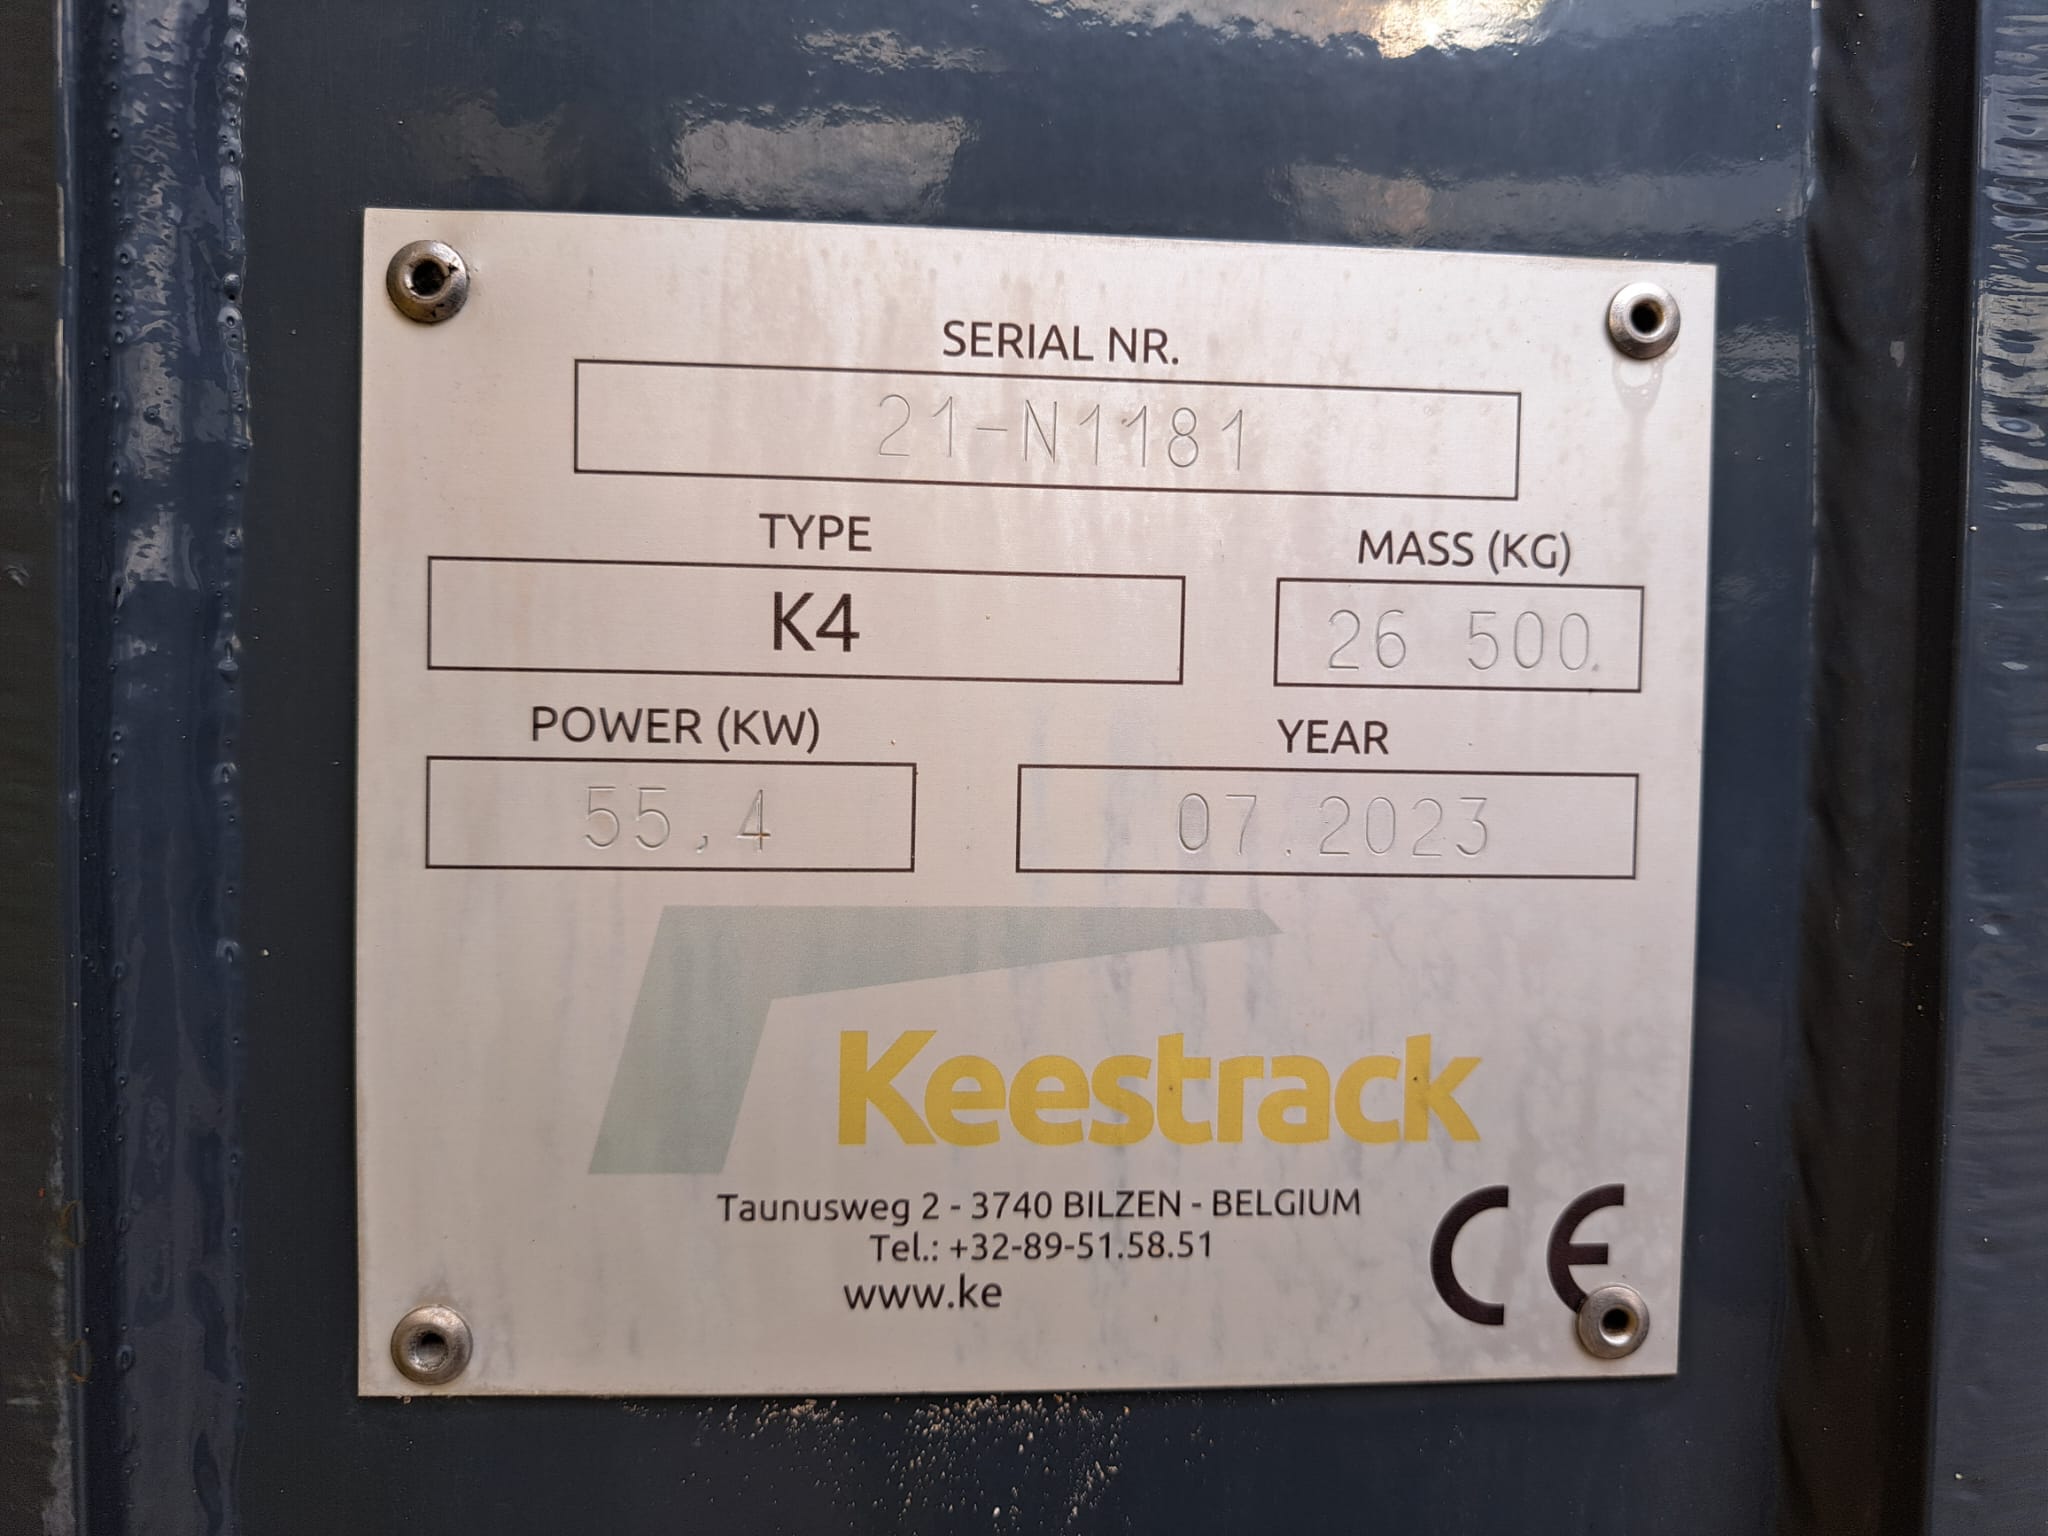 SERIAL NR.
21-N1181
TYPE
MASS (KG)
K4
26 500
POWER (KW)
YEAR
55,4
07.2023
Keestrack
Taunusweg 2 - 3740 BILZEN - BELGIUM
Tel.: +32-89-51.58.51
www.ke
CE